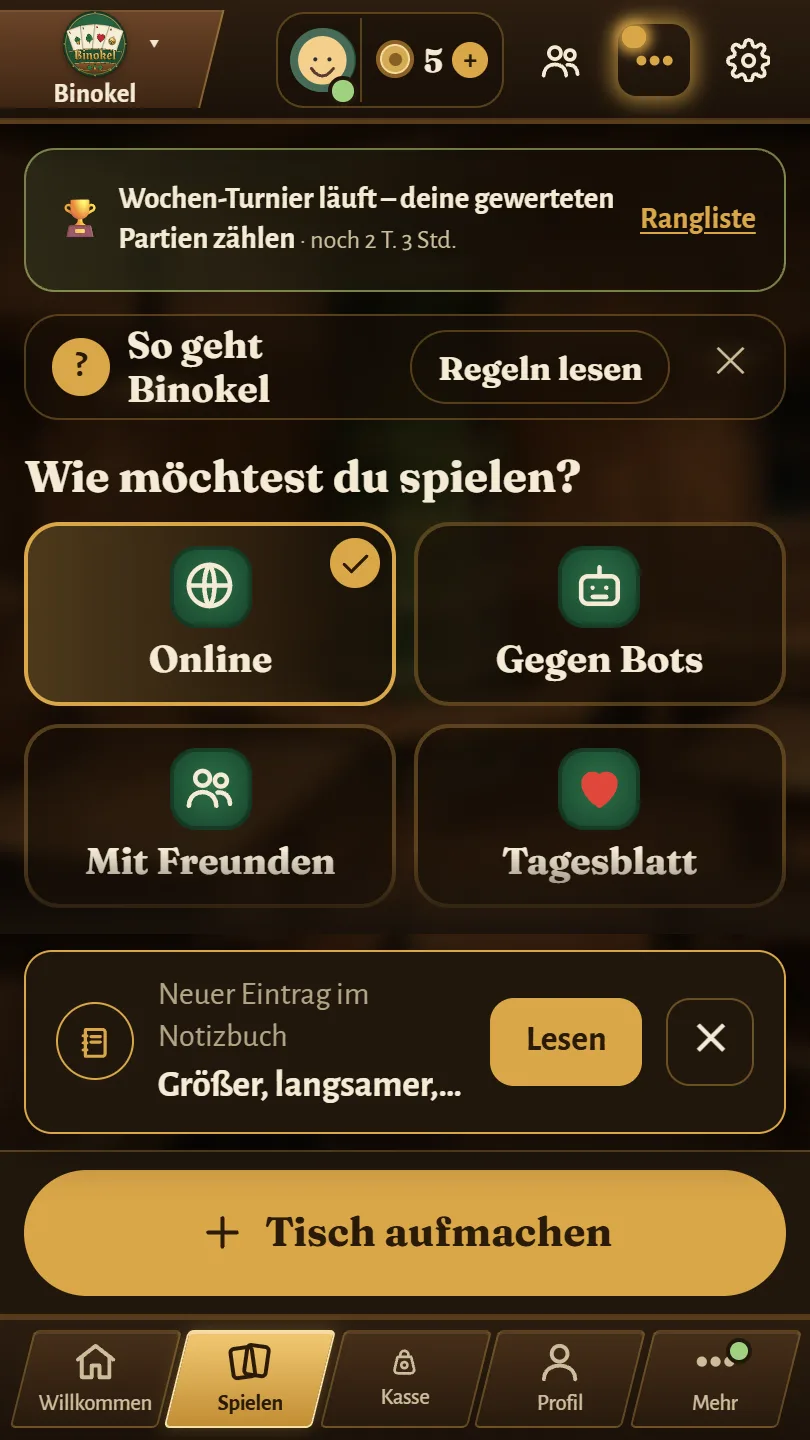 Binokel
Binokel
5
+
Wochen-Turnier läuft – deine gewerteten
Partien zählen · noch 2 T. 3 Std.
Rangliste
?
So geht
Binokel
Regeln lesen
Wie möchtest du spielen?
Online
Gegen Bots
Mit Freunden
Tagesblatt
Neuer Eintrag im
Notizbuch
Größer, langsamer,...
Lesen
+ Tisch aufmachen
Willkommen
Spielen
Kasse
Profil
Mehr